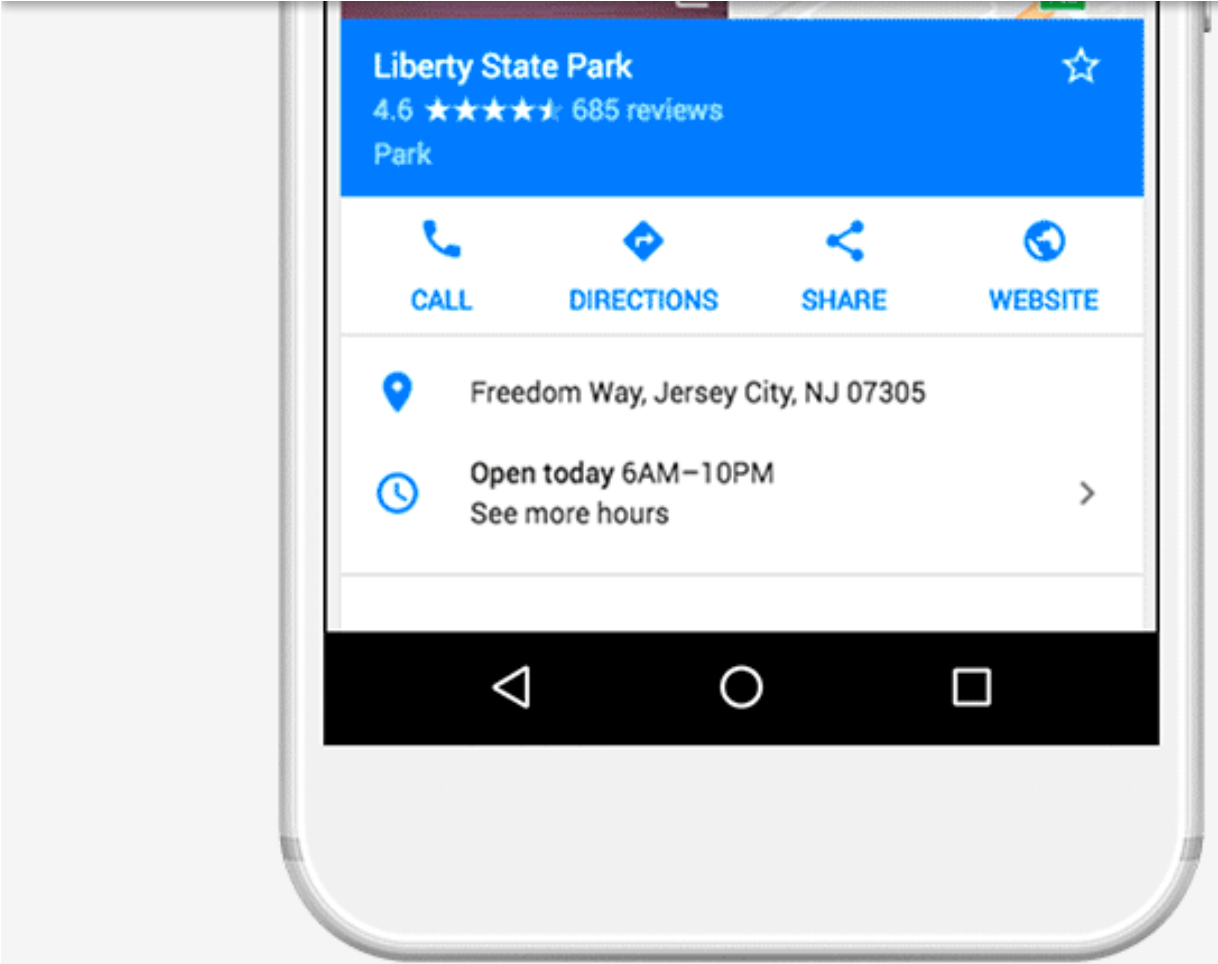 Liberty State Park
4.6 685 reviews
Park
CALL DIRECTIONS SHARE WEBSITE
Freedom Way, Jersey City, NJ 07305
Open today 6AM–10PM
See more hours